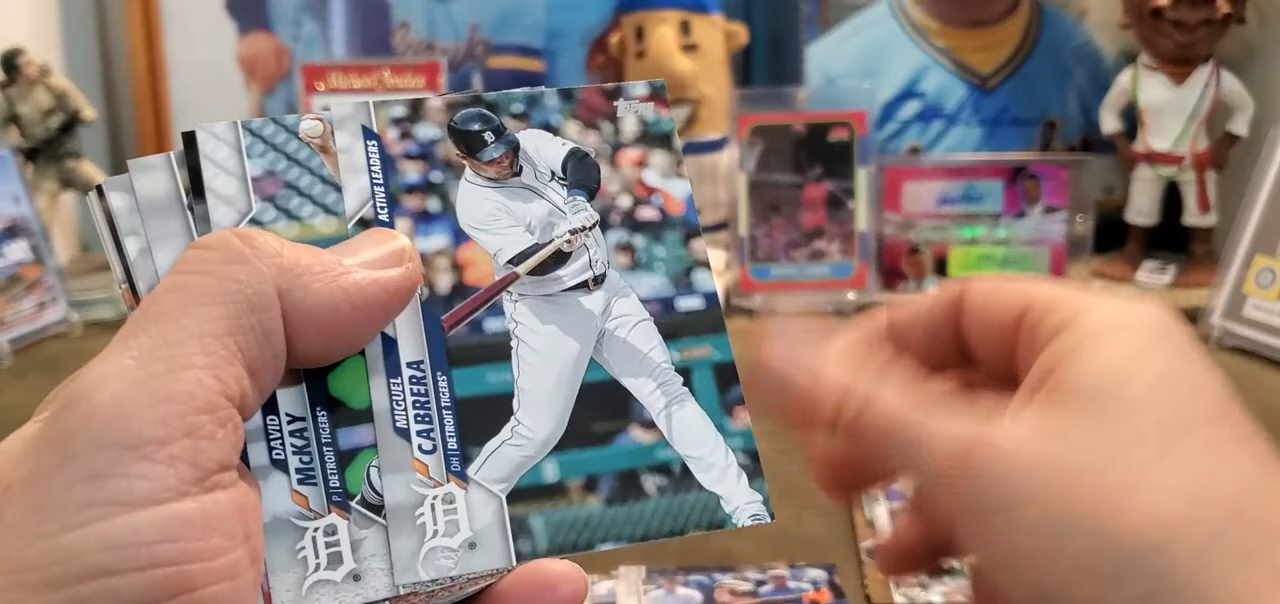 Topps
ACTIVE LEADERS
MIGUEL
CABRERA
DH | DETROIT TIGERS®
D
®
DAVID
McKAY
P | DETROIT TIGERS®
D
®